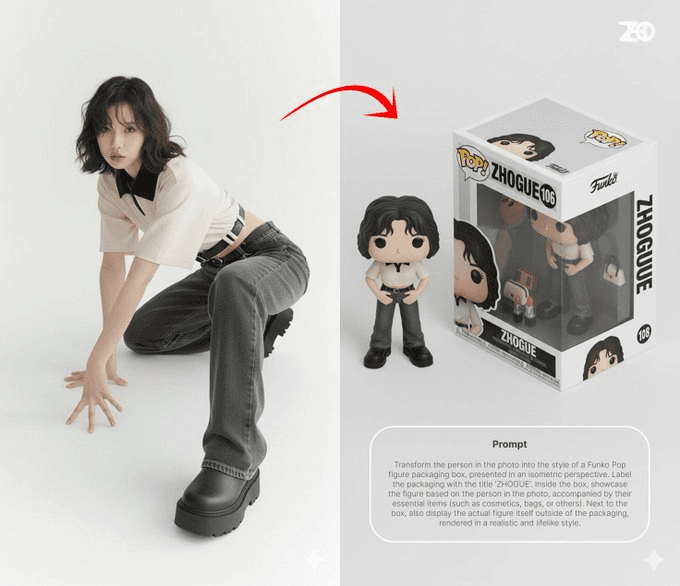 ZHO
POP!
ZHOGUE
106
POP!
Funko
ZHOGUUE
ZHOGUE
108
Prompt
Transform the person in the photo into the style of a Funko Pop
figure packaging box, presented in an isometric perspective. Label
the packaging with the title 'ZHOGUE'. Inside the box, showcase
the figure based on the person in the photo, accompanied by their
essential items (such as cosmetics, bags, or others). Next to the
box, also display the actual figure itself outside of the packaging,
rendered in a realistic and lifelike style.